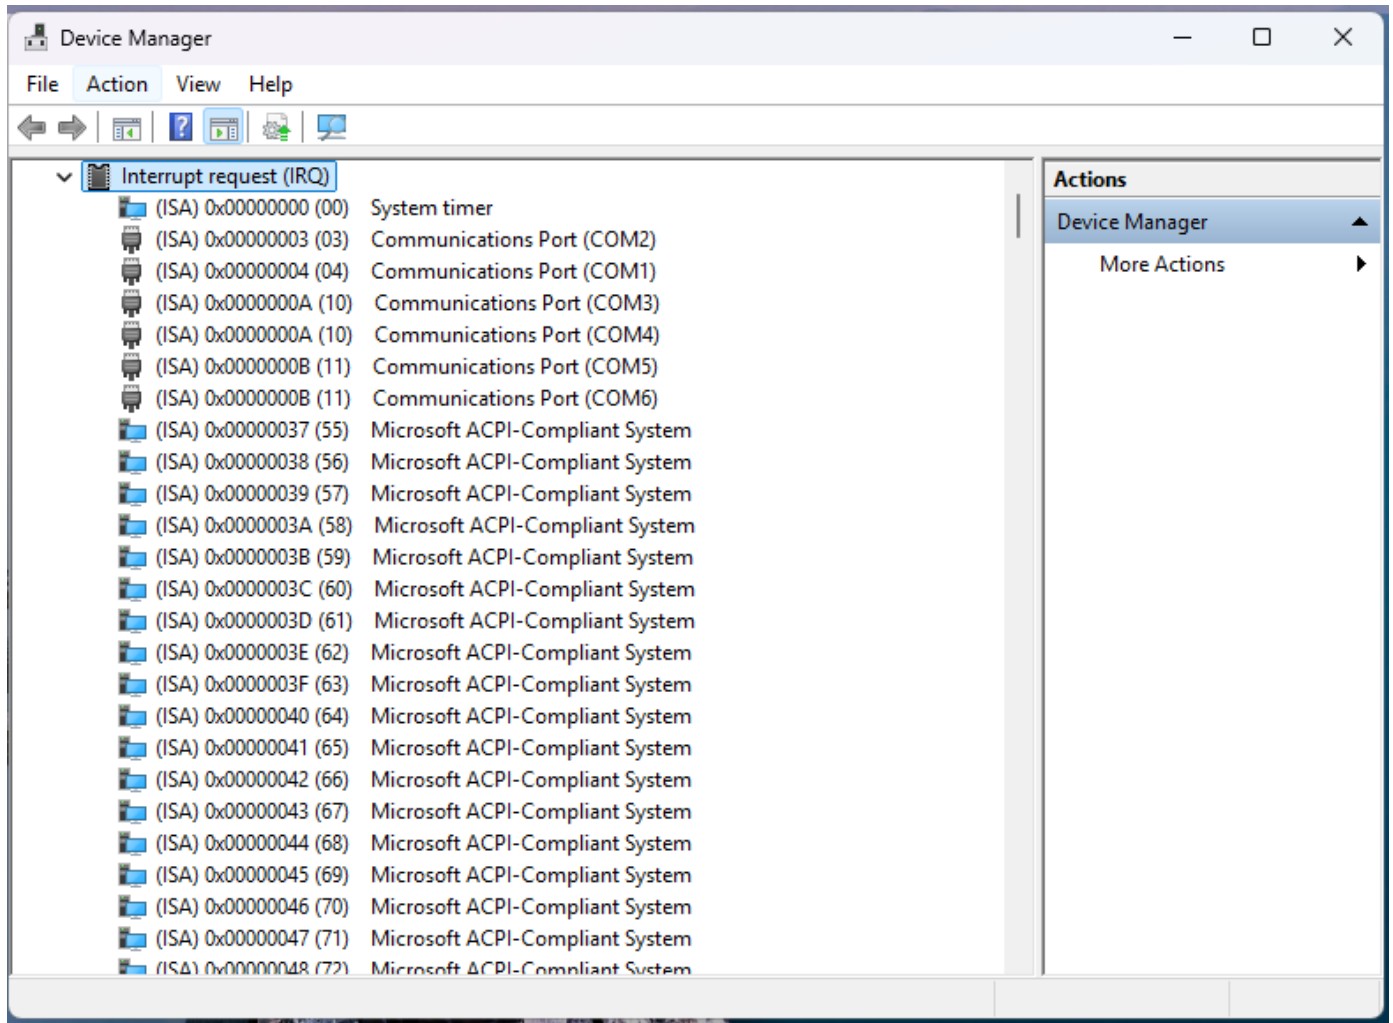 Device Manager
File Action View Help
Interrupt request (IRQ)
(ISA) 0x00000000 (00) System timer
(ISA) 0x00000003 (03) Communications Port (COM2)
(ISA) 0x00000004 (04) Communications Port (COM1)
(ISA) 0x0000000A (10) Communications Port (COM3)
(ISA) 0x0000000A (10) Communications Port (COM4)
(ISA) 0x0000000B (11) Communications Port (COM5)
(ISA) 0x0000000B (11) Communications Port (COM6)
(ISA) 0x00000037 (55) Microsoft ACPI-Compliant System
(ISA) 0x00000038 (56) Microsoft ACPI-Compliant System
(ISA) 0x00000039 (57) Microsoft ACPI-Compliant System
(ISA) 0x0000003A (58) Microsoft ACPI-Compliant System
(ISA) 0x0000003B (59) Microsoft ACPI-Compliant System
(ISA) 0x0000003C (60) Microsoft ACPI-Compliant System
(ISA) 0x0000003D (61) Microsoft ACPI-Compliant System
(ISA) 0x0000003E (62) Microsoft ACPI-Compliant System
(ISA) 0x0000003F (63) Microsoft ACPI-Compliant System
(ISA) 0x00000040 (64) Microsoft ACPI-Compliant System
(ISA) 0x00000041 (65) Microsoft ACPI-Compliant System
(ISA) 0x00000042 (66) Microsoft ACPI-Compliant System
(ISA) 0x00000043 (67) Microsoft ACPI-Compliant System
(ISA) 0x00000044 (68) Microsoft ACPI-Compliant System
(ISA) 0x00000045 (69) Microsoft ACPI-Compliant System
(ISA) 0x00000046 (70) Microsoft ACPI-Compliant System
(ISA) 0x00000047 (71) Microsoft ACPI-Compliant System
(ISA) 0x00000048 (72) Microsoft ACPI-Compliant System
Actions
Device Manager
More Actions